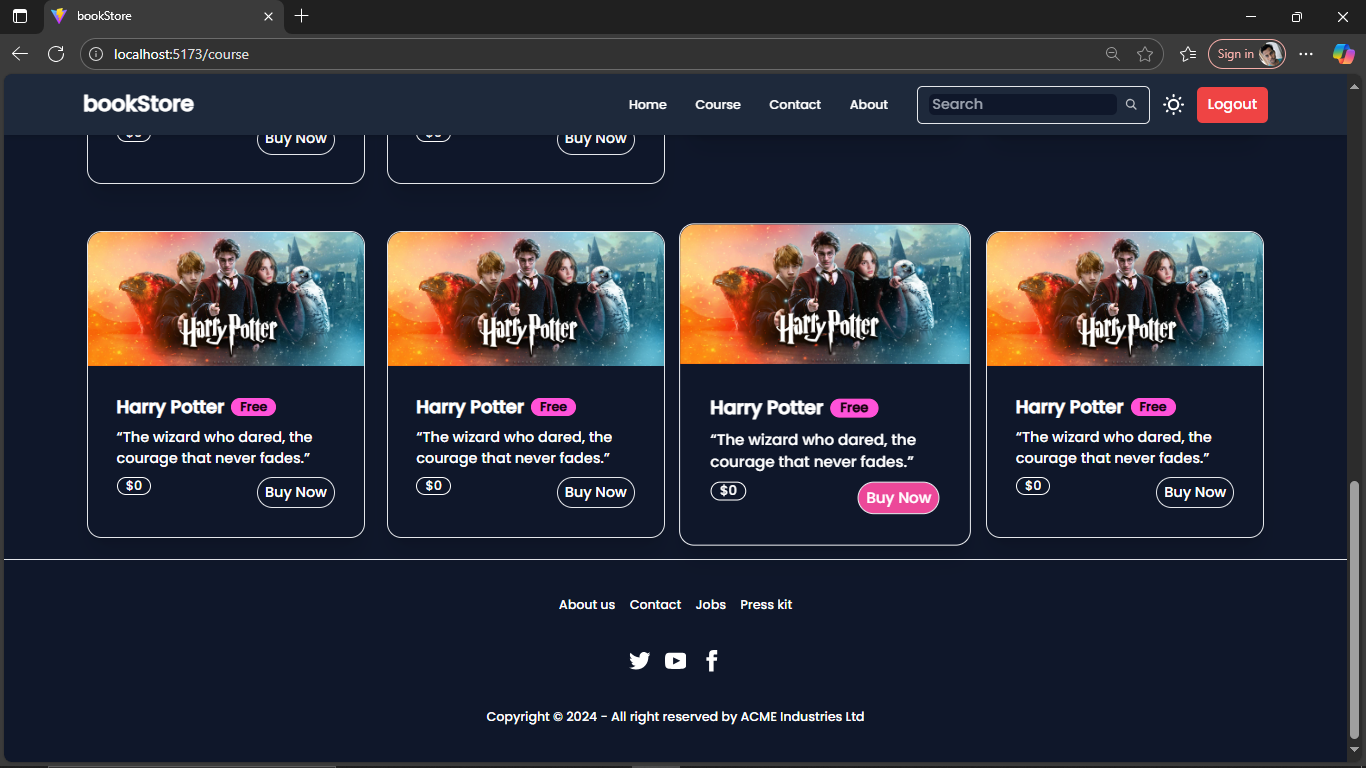 bookStore
localhost:5173/course
Sign in
bookStore
Home Course Contact About Search Logout
Buy Now Buy Now
Harry Potter Harry Potter Harry Potter Harry Potter
Harry Potter Free Harry Potter Free Harry Potter Free Harry Potter Free
“The wizard who dared, the “The wizard who dared, the “The wizard who dared, the “The wizard who dared, the
courage that never fades.” courage that never fades.” courage that never fades.” courage that never fades.”
$0 Buy Now $0 Buy Now $0 Buy Now $0 Buy Now
About us Contact Jobs Press kit
Copyright © 2024 - All right reserved by ACME Industries Ltd